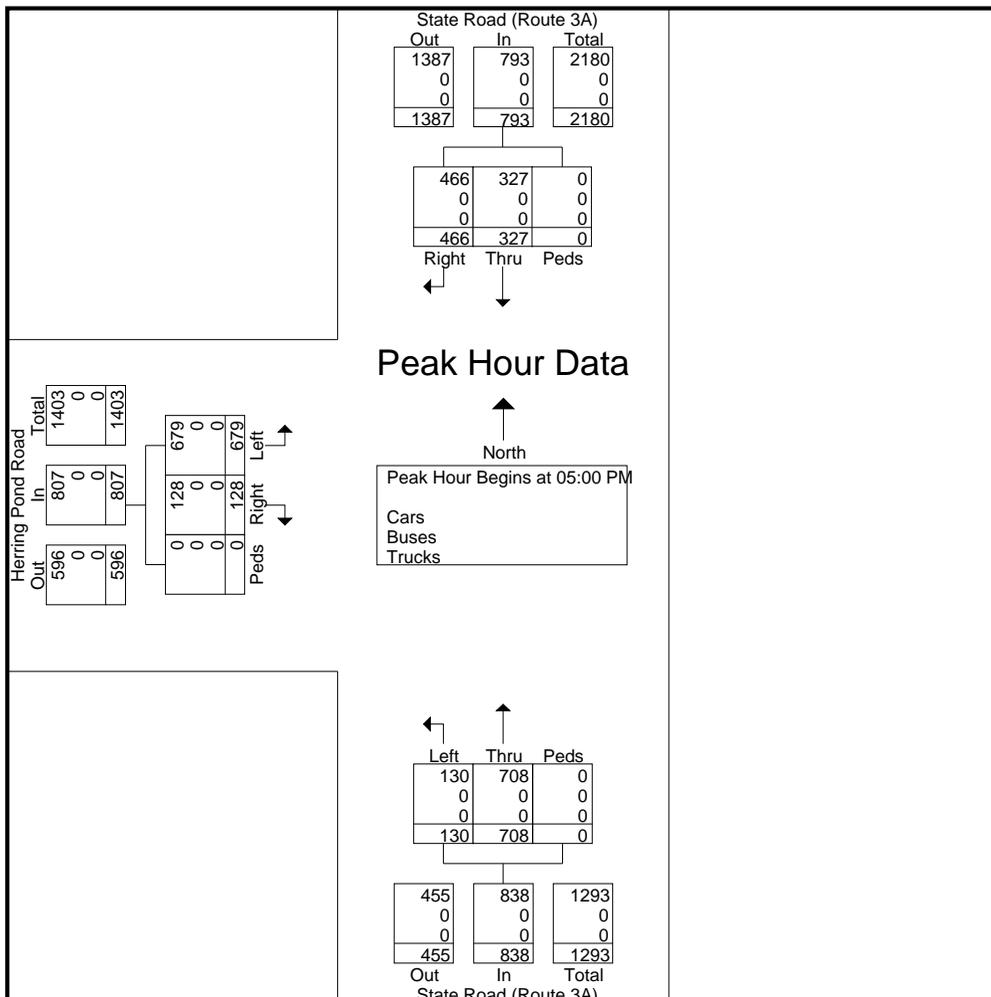 State Road (Route 3A)
Out In Total
1387 793 2180
0 0 0
0 0 0
1387 793 2180
466 327 0
0 0 0
0 0 0
466 327 0
Right Thru Peds
Peak Hour Data
North
Peak Hour Begins at 05:00 PM
Cars
Buses
Trucks
Herring Pond Road
Out In Total
596 807 1403
0 0 0
0 0 0
596 807 1403
0 128 679
0 0 0
0 0 0
0 128 679
Peds Right Left
Left Thru Peds
130 708 0
0 0 0
0 0 0
130 708 0
455 838 1293
0 0 0
0 0 0
455 838 1293
Out In Total
State Road (Route 3A)